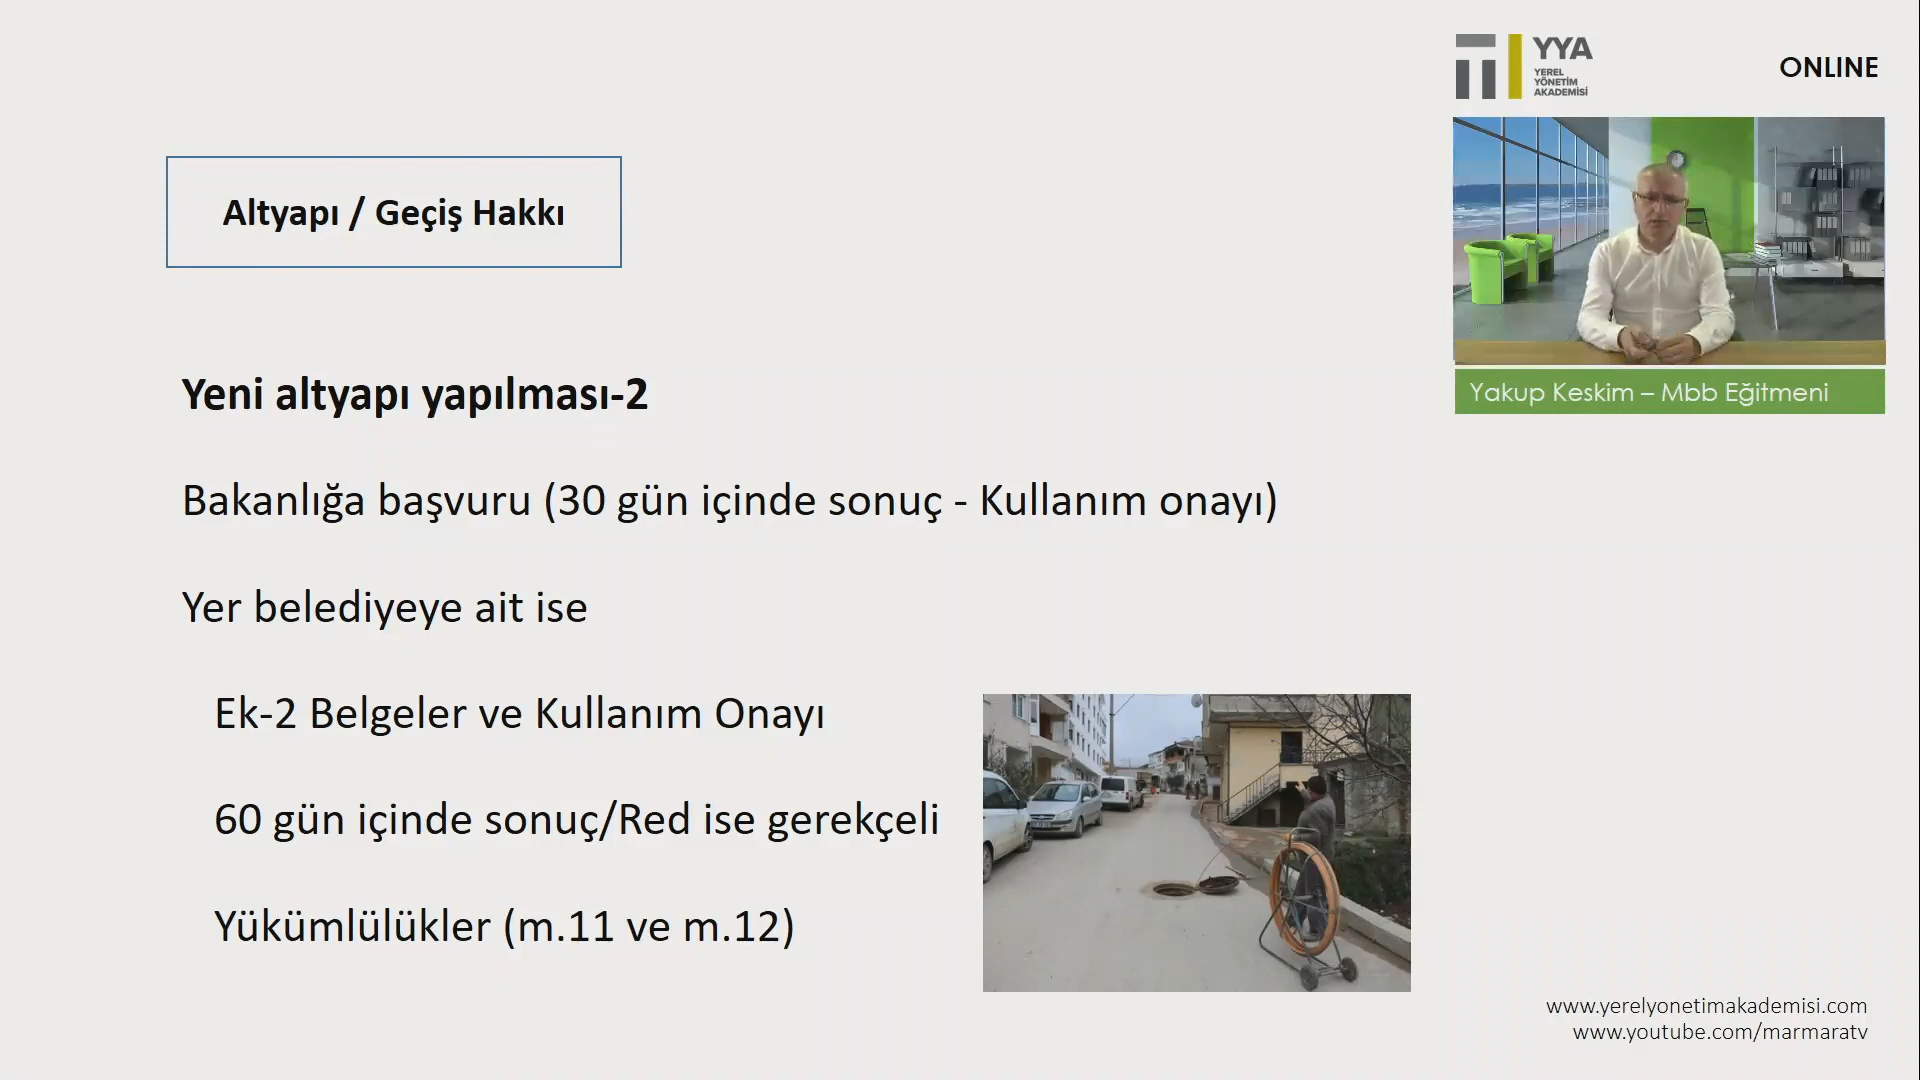 YYA
YEREL
YÖNETİM
AKADEMİSİ
ONLINE
Altyapı / Geçiş Hakkı
Yakup Keskim – Mbb Eğitmeni
Yeni altyapı yapılması-2
Bakanlığa başvuru (30 gün içinde sonuç - Kullanım onayı)
Yer belediyeye ait ise
Ek-2 Belgeler ve Kullanım Onayı
60 gün içinde sonuç/Red ise gerekçeli
Yükümlülükler (m.11 ve m.12)
www.yerelyonetimakademisi.com
www.youtube.com/marmaratv